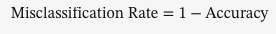 Misclassification Rate = 1 − Accuracy